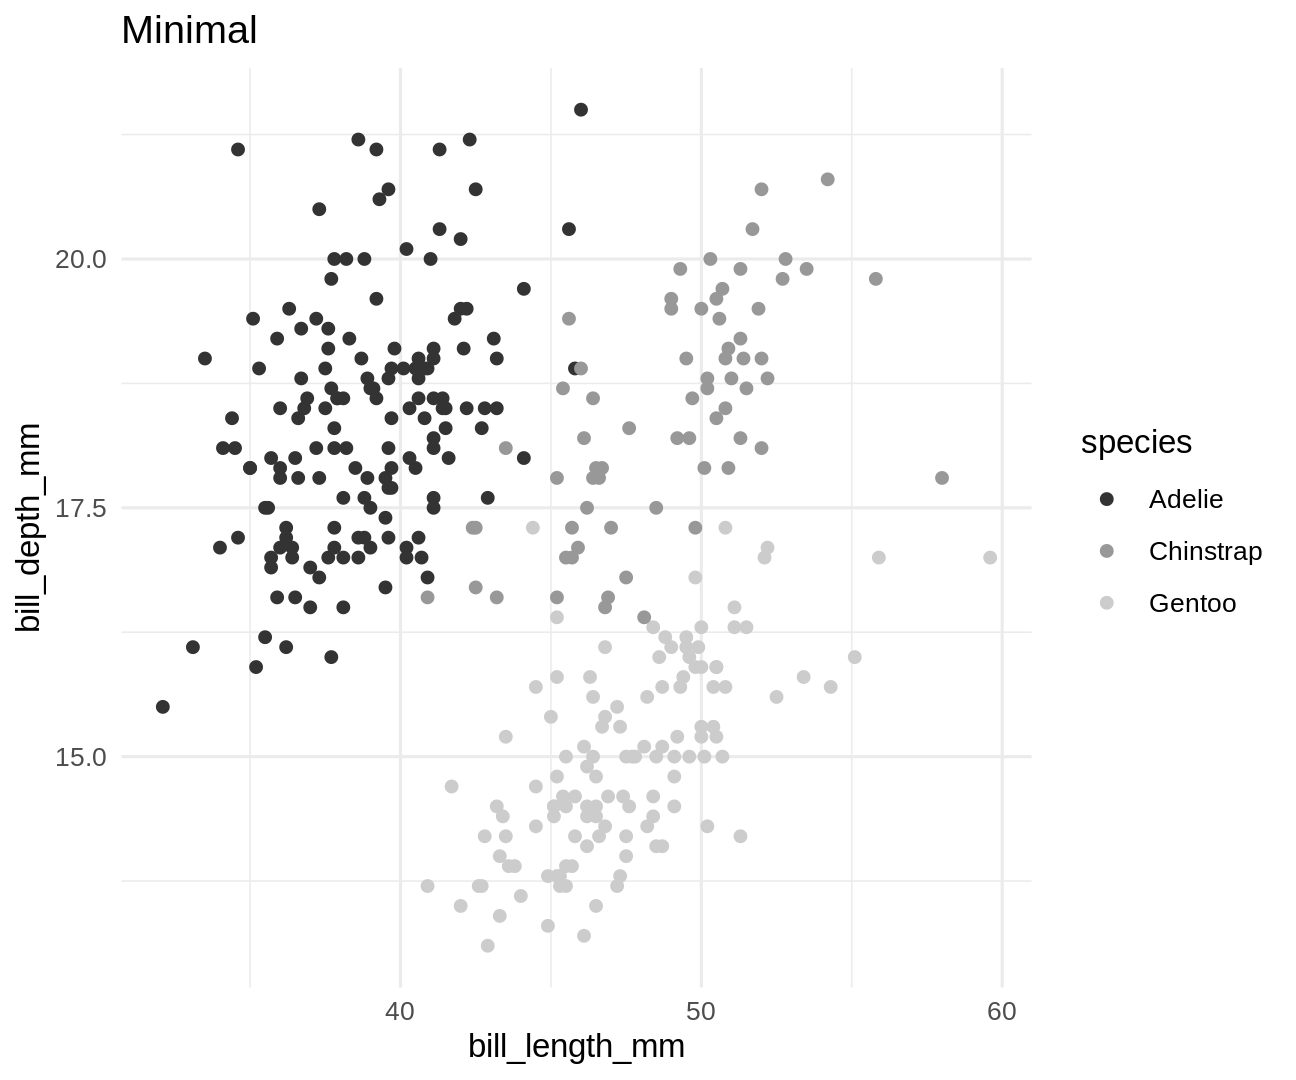 Minimal
20.0
17.5
15.0
bill_depth_mm
40 50 60
bill_length_mm
species
Adelie
Chinstrap
Gentoo